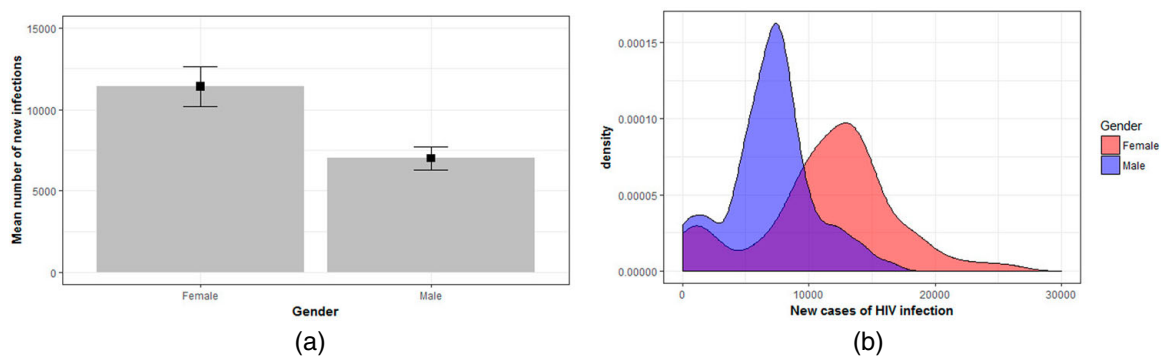 15000
10000
5000
0
Mean number of new infections
Female
Male
Gender
(a)
0.00015
0.00010
0.00005
0.00000
density
0
10000
20000
30000
New cases of HIV infection
Gender
Female
Male
(b)